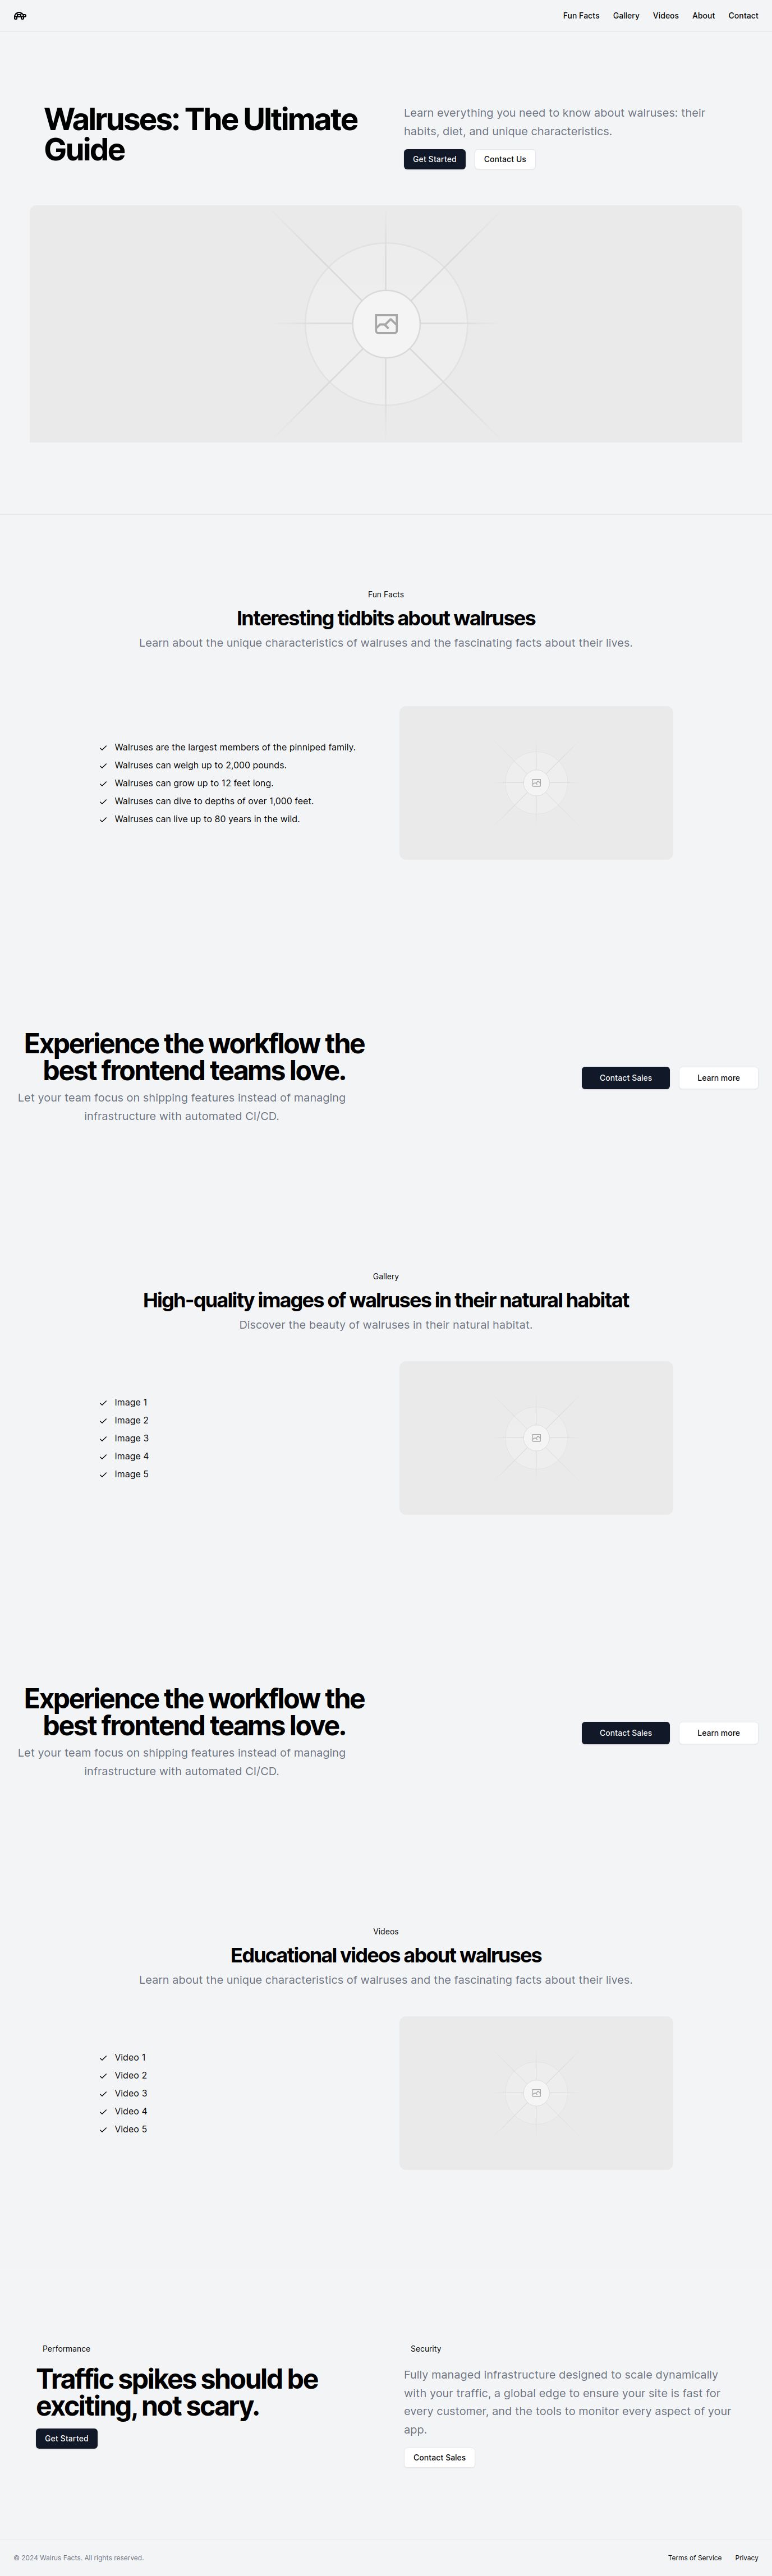 Fun Facts Gallery Videos About Contact
Walruses: The Ultimate
Guide
Learn everything you need to know about walruses: their
habits, diet, and unique characteristics.
Get Started Contact Us
Fun Facts
Interesting tidbits about walruses
Learn about the unique characteristics of walruses and the fascinating facts about their lives.
Walruses are the largest members of the pinniped family.
Walruses can weigh up to 2,000 pounds.
Walruses can grow up to 12 feet long.
Walruses can dive to depths of over 1,000 feet.
Walruses can live up to 80 years in the wild.
Experience the workflow the
best frontend teams love.
Let your team focus on shipping features instead of managing
infrastructure with automated CI/CD.
Contact Sales Learn more
Gallery
High-quality images of walruses in their natural habitat
Discover the beauty of walruses in their natural habitat.
Image 1
Image 2
Image 3
Image 4
Image 5
Experience the workflow the
best frontend teams love.
Let your team focus on shipping features instead of managing
infrastructure with automated CI/CD.
Contact Sales Learn more
Videos
Educational videos about walruses
Learn about the unique characteristics of walruses and the fascinating facts about their lives.
Video 1
Video 2
Video 3
Video 4
Video 5
Performance
Traffic spikes should be
exciting, not scary.
Get Started
Security
Fully managed infrastructure designed to scale dynamically
with your traffic, a global edge to ensure your site is fast for
every customer, and the tools to monitor every aspect of your
app.
Contact Sales
© 2024 Walrus Facts. All rights reserved.
Terms of Service Privacy